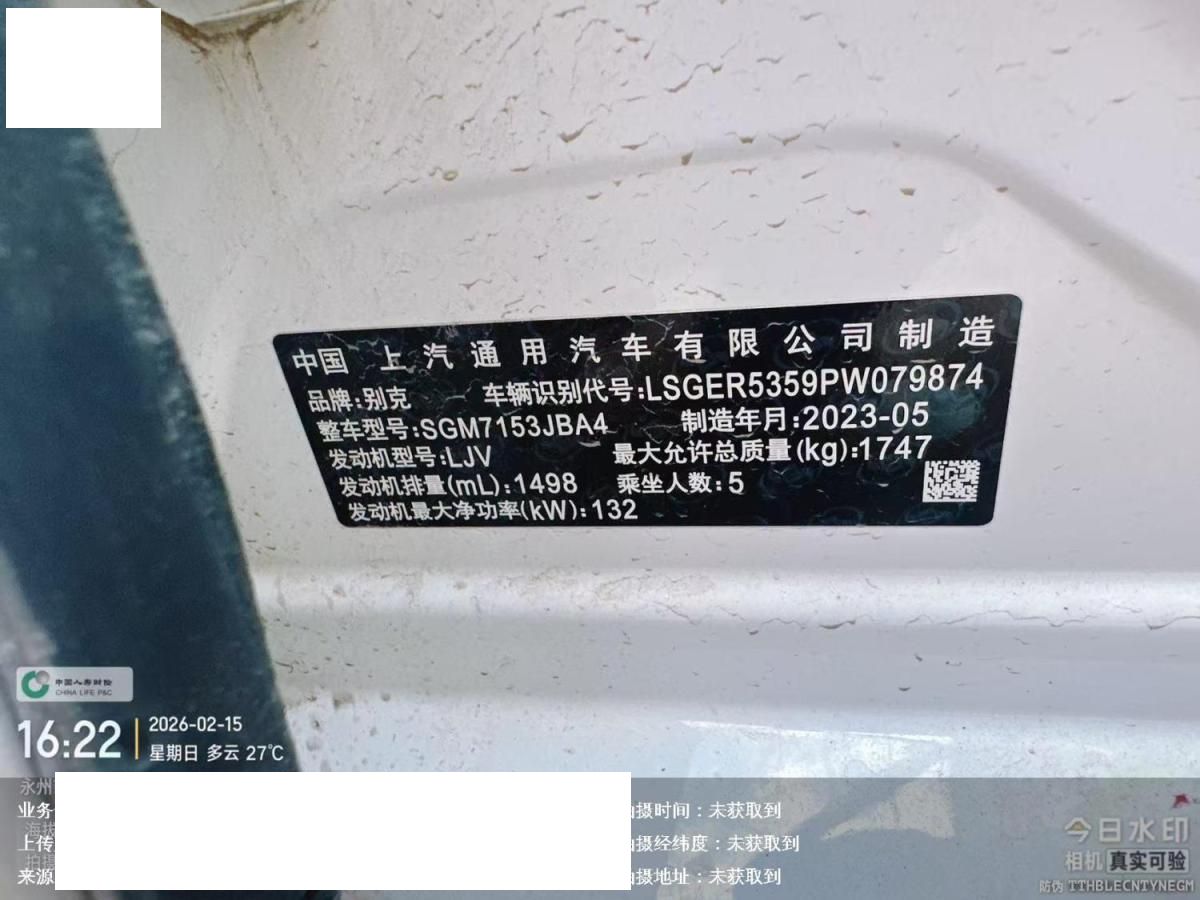 中国 上汽通用汽车有限公司制造
品牌:别克 车辆识别代号:LSGER5359PW079874
整车型号:SGM7153JBA4 制造年月:2023-05
发动机型号:LJV 最大允许总质量(kg):1747
发动机排量(mL):1498 乘坐人数:5
发动机最大净功率(kW):132
中国人寿财险
CHINA LIFE P&C
16:22
2026-02-15
星期日 多云 27℃
永州
业务
拍摄时间：未获取到
海拔
上传
拍摄经纬度：未获取到
拍摄
来源
拍摄地址：未获取到
今日水印
相机 真实可验
防伪 TTHBLECNTYNEGM